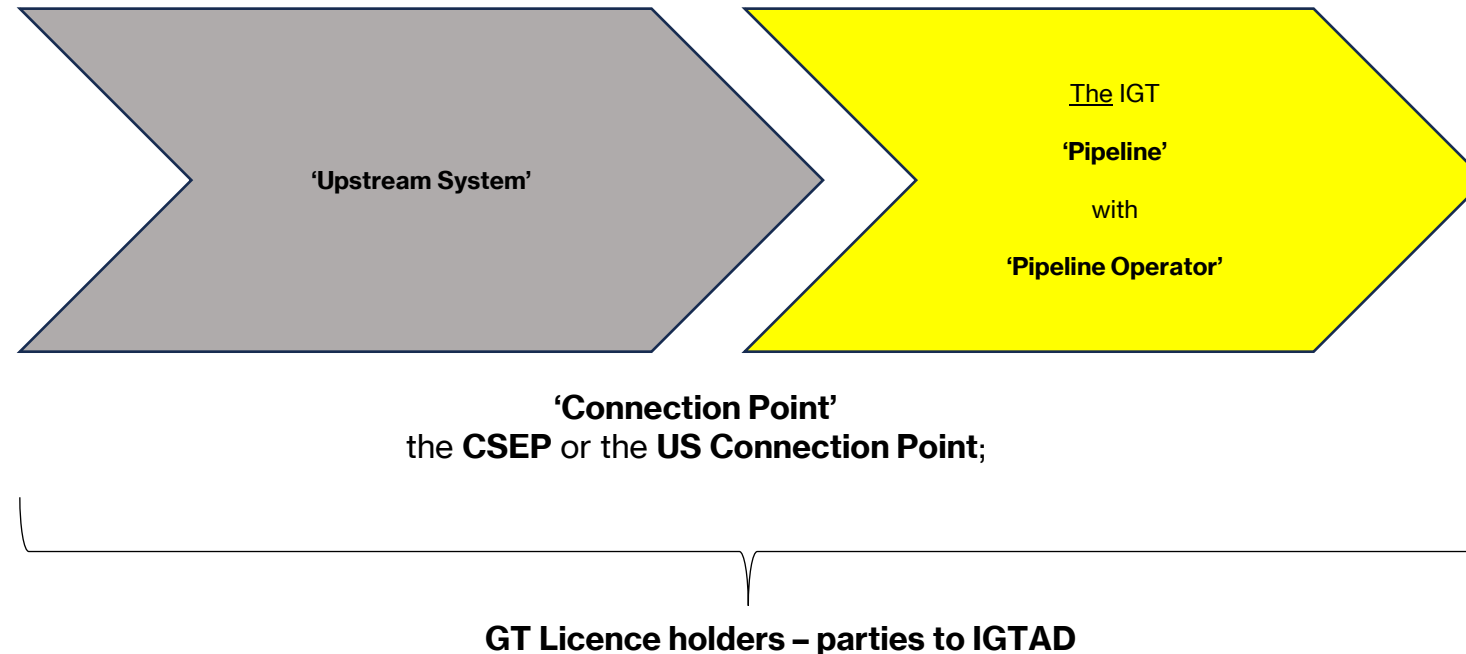 ‘Upstream System’
The IGT
‘Pipeline’
with
‘Pipeline Operator’
‘Connection Point’
the CSEP or the US Connection Point;
GT Licence holders – parties to IGTAD